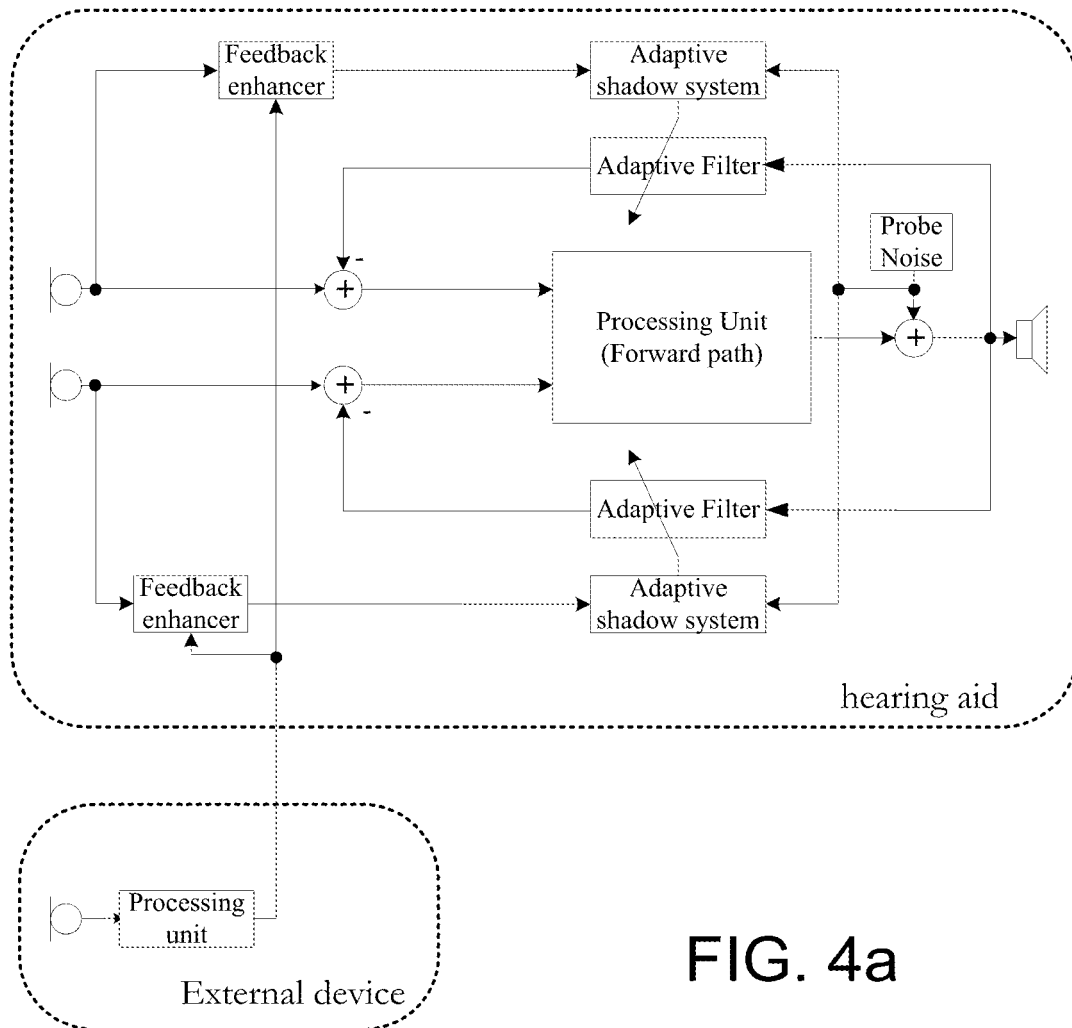 Feedback
enhancer
Adaptive
shadow system
Adaptive Filter
Probe
Noise
-
+
Processing Unit
(Forward path)
+
+
-
Adaptive Filter
Feedback
enhancer
Adaptive
shadow system
hearing aid
Processing
unit
External device
FIG. 4a